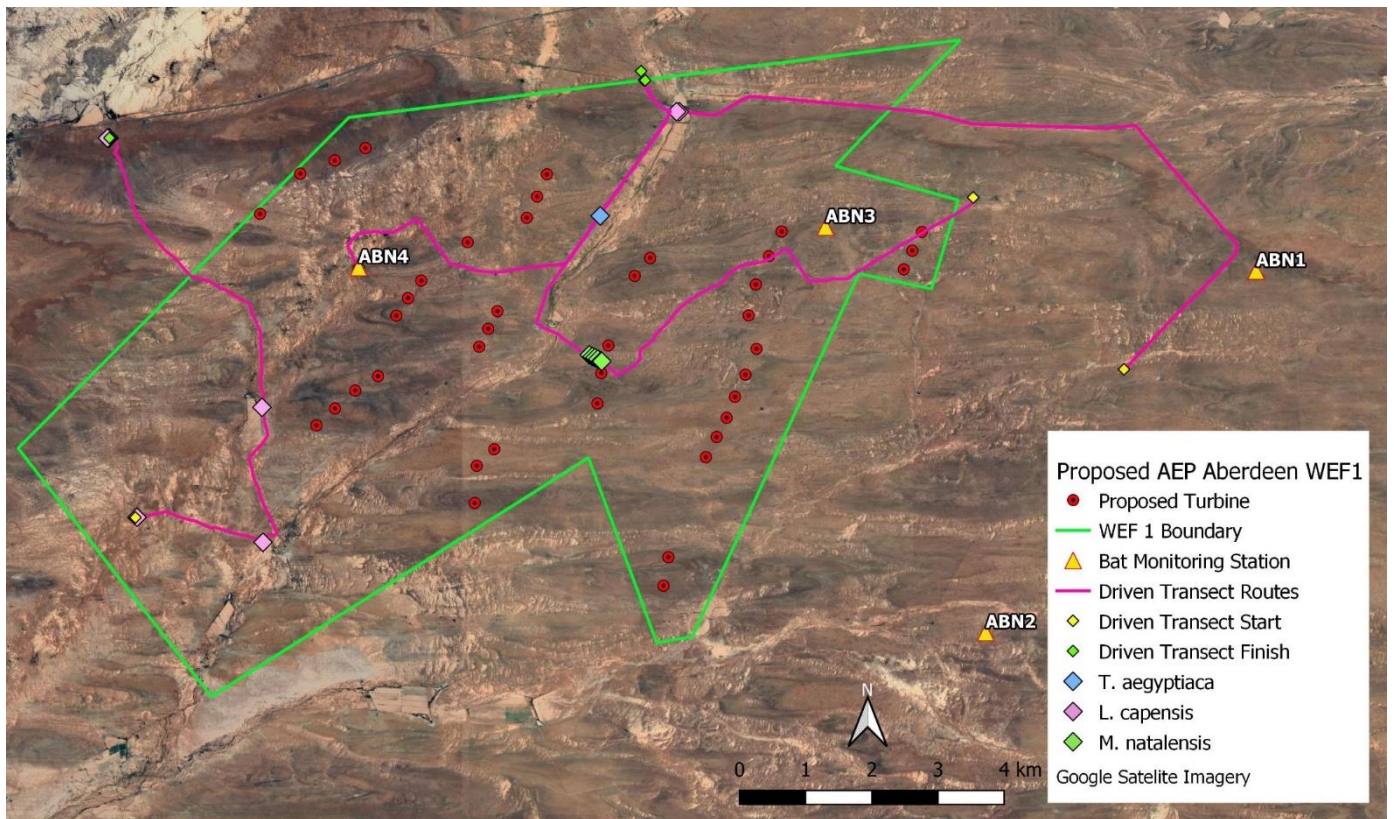 ABN3
ABN4
ABN1
ABN2
N
0 1 2 3 4 km
Proposed AEP Aberdeen WEF1
Proposed Turbine
WEF 1 Boundary
Bat Monitoring Station
Driven Transect Routes
Driven Transect Start
Driven Transect Finish
T. aegyptiaca
L. capensis
M. natalensis
Google Satelite Imagery